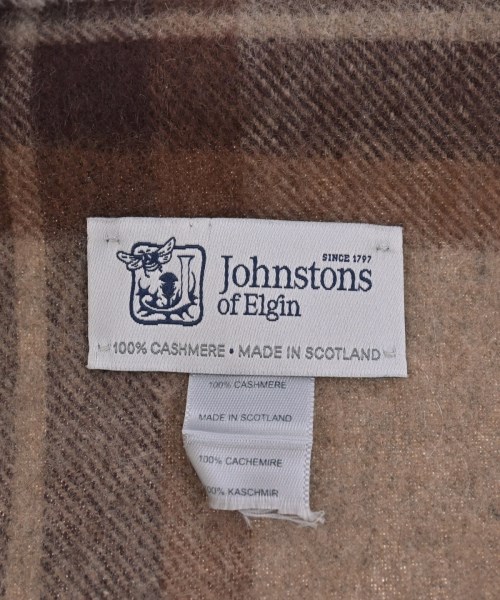 SINCE 1797
Johnstons
of Elgin
100% CASHMERE • MADE IN SCOTLAND
100% CASHMERE
MADE IN SCOTLAND
100% CACHEMIRE
100% KASCHMIR